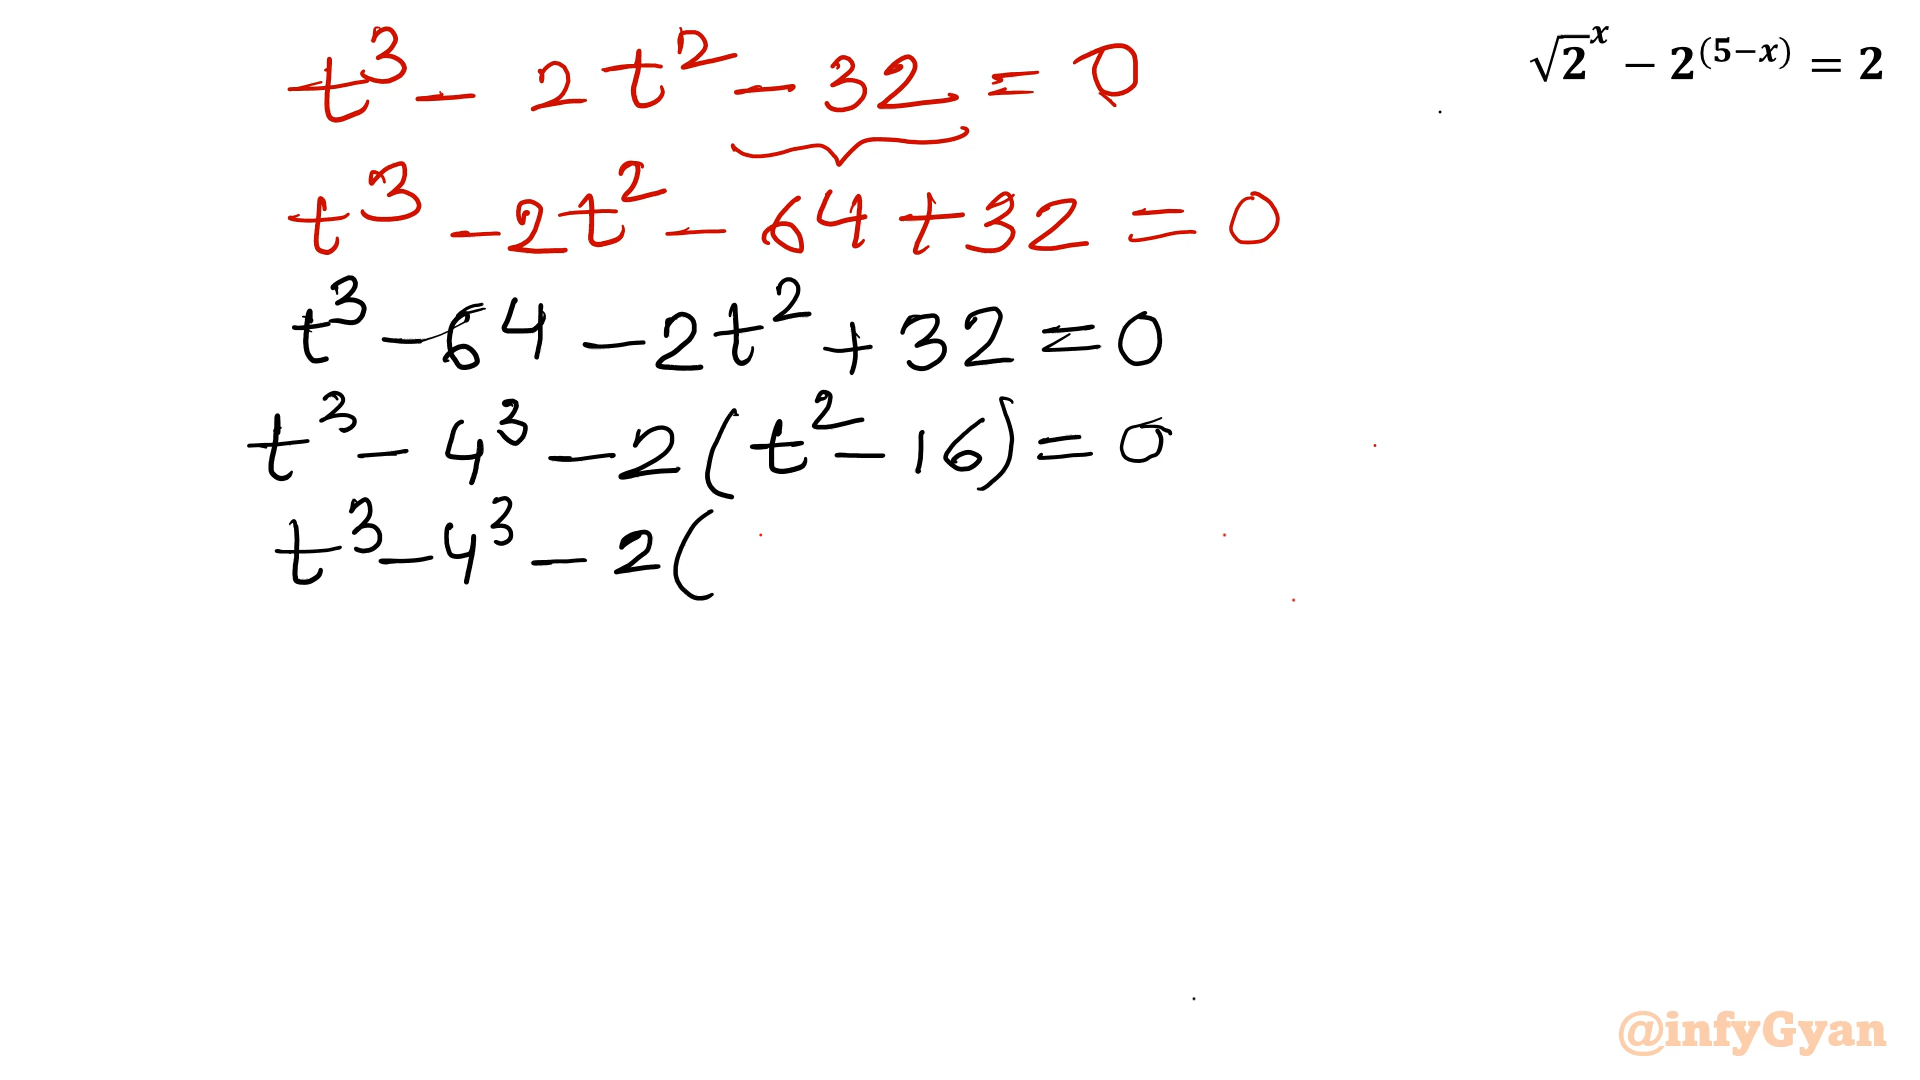 t³ - 2t² - 32 = 0
√2ˣ - 2⁽⁵⁻ˣ⁾ = 2
t³ - 2t² - 64 + 32 = 0
t³ - 64 - 2t² + 32 = 0
t³ - 4³ - 2(t² - 16) = 0
t³ - 4³ - 2(
@infyGyan